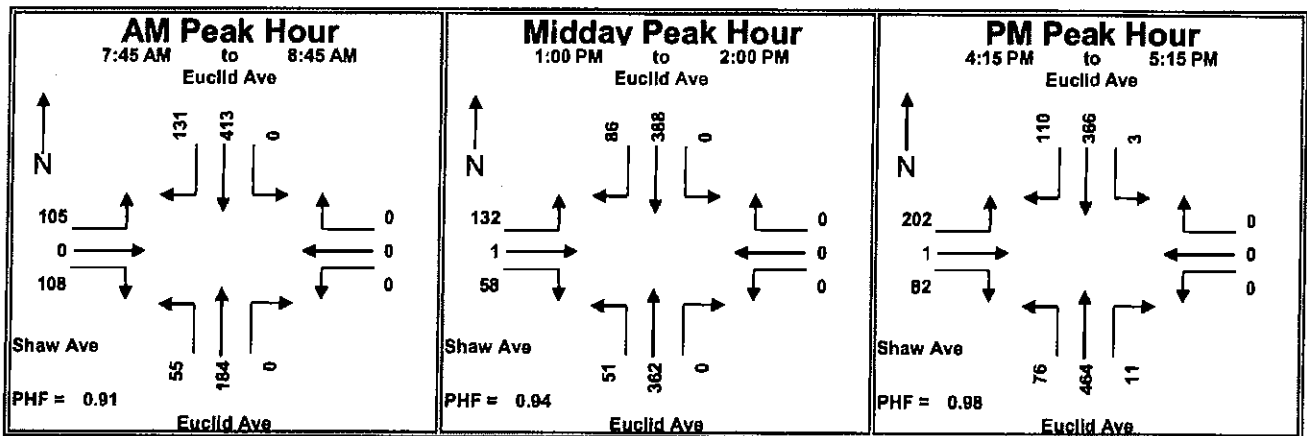 AM Peak Hour
7:45 AM to 8:45 AM
Euclid Ave
131 413 0
N
105 0
0 0
108 0
Shaw Ave
55 184 0
PHF = 0.91
Euclid Ave
Midday Peak Hour
1:00 PM to 2:00 PM
Euclid Ave
86 388 0
N
132 0
1 0
58 0
Shaw Ave
51 362 0
PHF = 0.94
Euclid Ave
PM Peak Hour
4:15 PM to 5:15 PM
Euclid Ave
110 366 3
N
202 0
1 0
82 0
Shaw Ave
76 464 11
PHF = 0.98
Euclid Ave